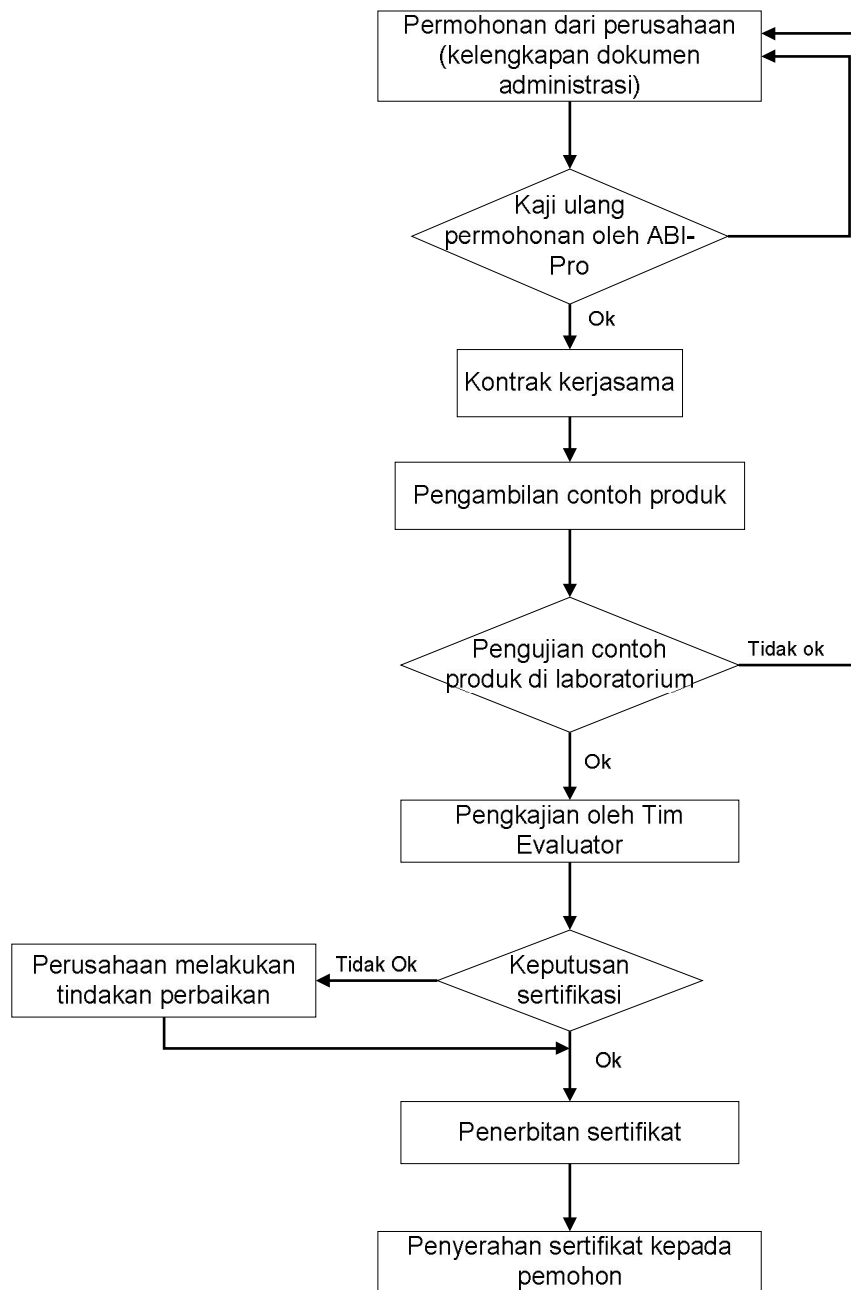 Permohonan dari perusahaan
(kelengkapan dokumen
administrasi)
Kaji ulang
permohonan oleh ABI-
Pro
Ok
Kontrak kerjasama
Pengambilan contoh produk
Pengujian contoh
produk di laboratorium
Tidak ok
Ok
Pengkajian oleh Tim
Evaluator
Perusahaan melakukan
tindakan perbaikan
Tidak Ok
Keputusan
sertifikasi
Ok
Penerbitan sertifikat
Penyerahan sertifikat kepada
pemohon